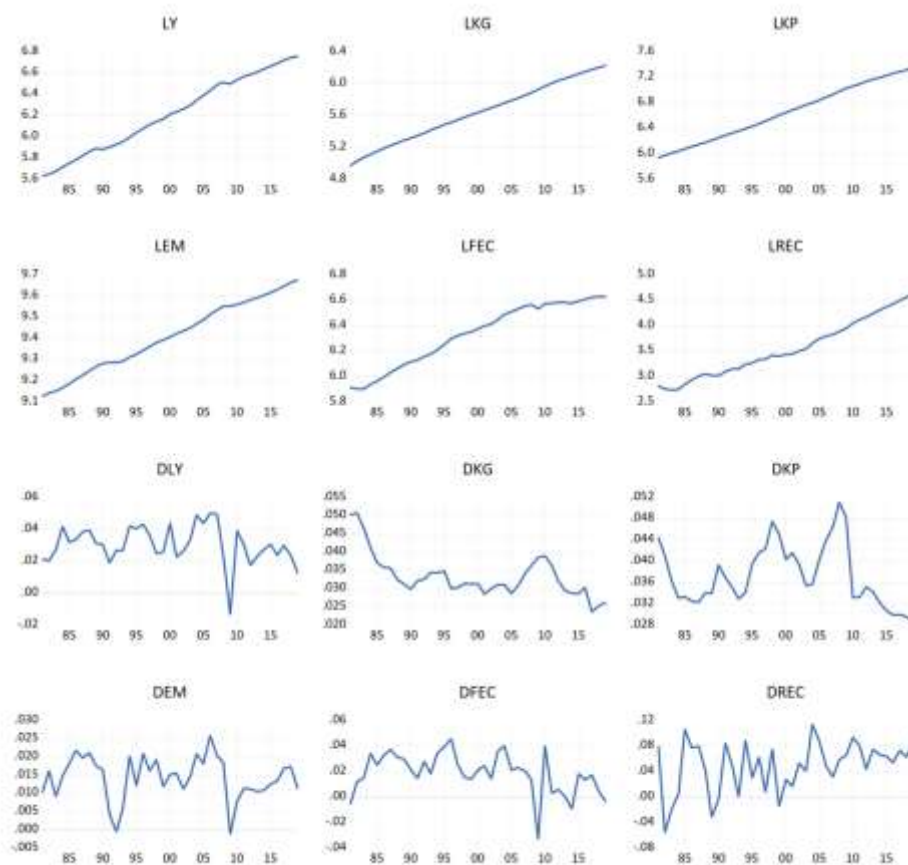 LY LKG LKP
6.8 6.4 7.6
6.6 6.0 7.2
6.4
6.2 5.6 6.8
6.0 5.2 6.4
5.8 6.0
5.6 4.8 5.6
85 90 95 00 05 10 15 85 90 95 00 05 10 15 85 90 95 00 05 10 15
LEM LFEC LREC
9.7 6.8 5.0
9.6 6.6 4.5
9.5 6.4 4.0
9.4 3.5
9.3 6.2 3.0
9.2 6.0
9.1 5.8 2.5
85 90 95 00 05 10 15 85 90 95 00 05 10 15 85 90 95 00 05 10 15
DLY DKG DKP
.06 .055 .052
.04 .050 .048
.045 .044
.02 .040 .040
.00 .035 .036
.030 .032
-.02 .025 .028
.020
85 90 95 00 05 10 15 85 90 95 00 05 10 15 85 90 95 00 05 10 15
DEM DFEC DREC
.030 .06 .12
.025 .04 .08
.020
.015 .02 .04
.010 .00 .00
.005
.000 -.02 -.04
-.005 -.04 -.08
85 90 95 00 05 10 15 85 90 95 00 05 10 15 85 90 95 00 05 10 15